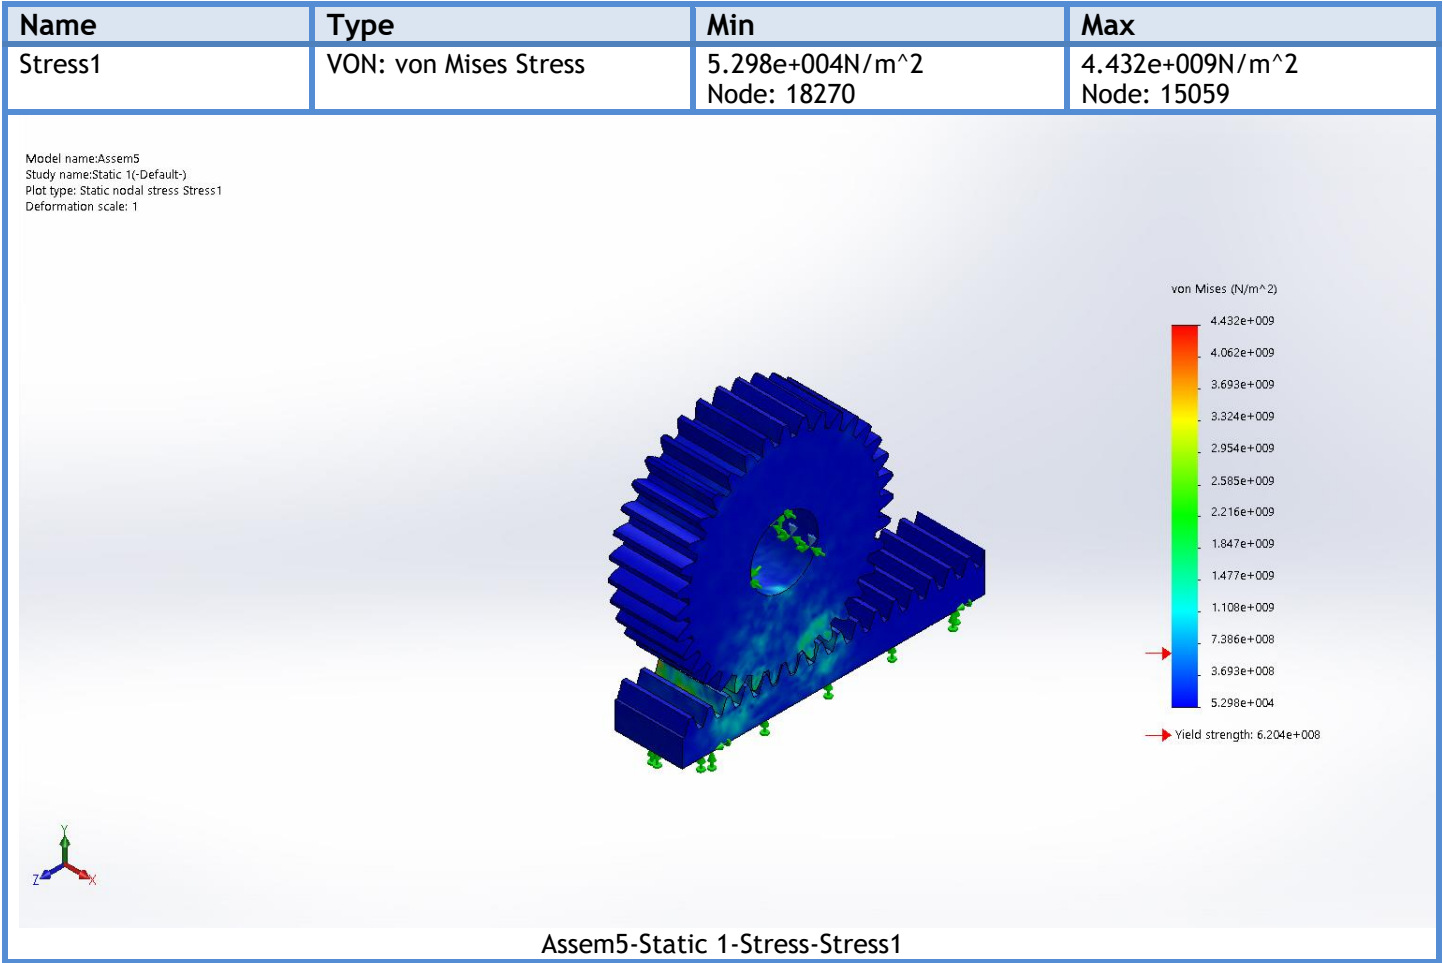 Name Type Min Max
Stress1 VON: von Mises Stress 5.298e+004N/m^2 4.432e+009N/m^2
Node: 18270 Node: 15059
Model name:Assem5
Study name:Static 1(-Default-)
Plot type: Static nodal stress Stress1
Deformation scale: 1
von Mises (N/m^2)
4.432e+009
4.062e+009
3.693e+009
3.324e+009
2.954e+009
2.585e+009
2.216e+009
1.847e+009
1.477e+009
1.108e+009
7.386e+008
3.693e+008
5.298e+004
Yield strength: 6.204e+008
Y
Z X
Assem5-Static 1-Stress-Stress1